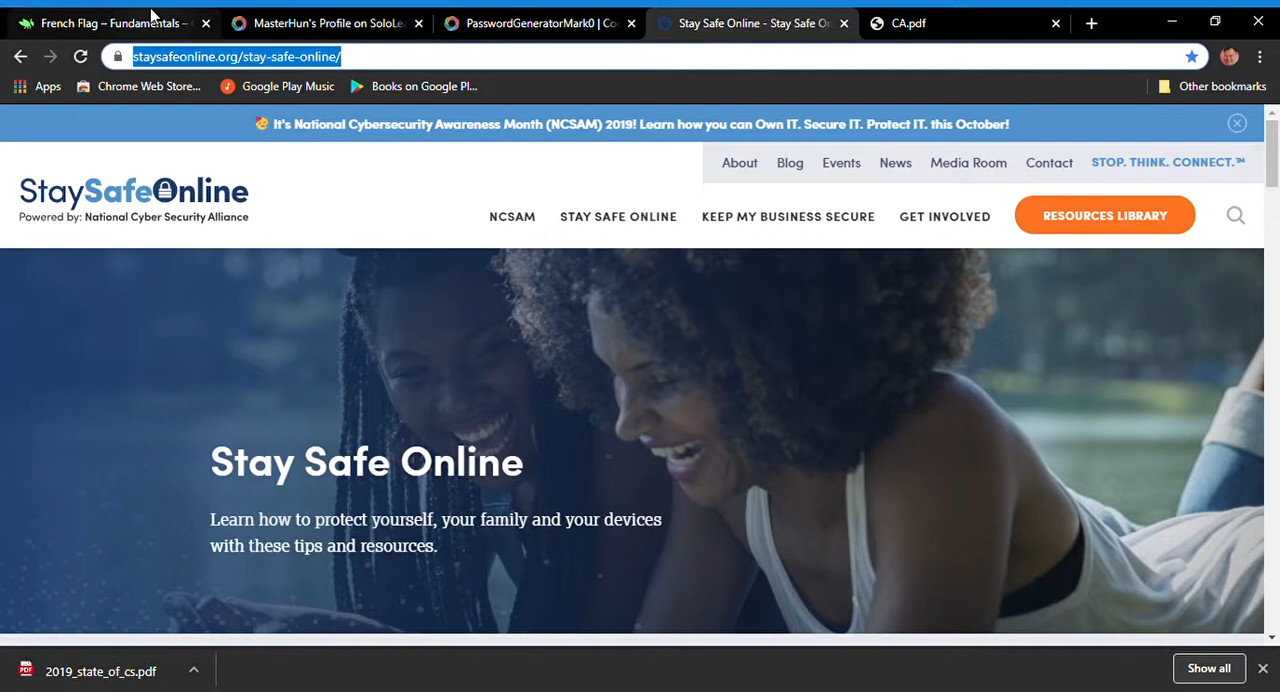 French Flag – Fundamentals –
MasterHun's Profile on SoloLe
PasswordGeneratorMark0 | Co
Stay Safe Online - Stay Safe On
CA.pdf
staysafeonline.org/stay-safe-online/
Apps
Chrome Web Store...
Google Play Music
Books on Google Pl...
Other bookmarks
It's National Cybersecurity Awareness Month (NCSAM) 2019! Learn how you can Own IT. Secure IT. Protect IT. this October!
About Blog Events News Media Room Contact STOP. THINK. CONNECT.™
StaySafeOnline
Powered by: National Cyber Security Alliance
NCSAM STAY SAFE ONLINE KEEP MY BUSINESS SECURE GET INVOLVED RESOURCES LIBRARY
Stay Safe Online
Learn how to protect yourself, your family and your devices
with these tips and resources.
PDF
2019_state_of_cs.pdf
Show all